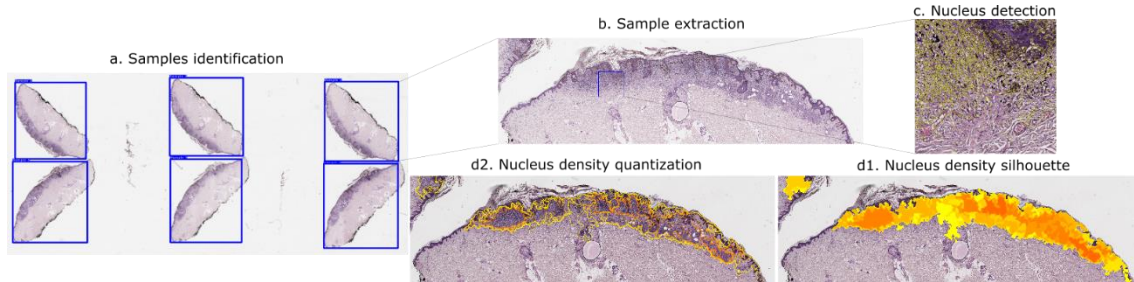 c. Nucleus detection
b. Sample extraction
a. Samples identification
d2. Nucleus density quantization
d1. Nucleus density silhouette